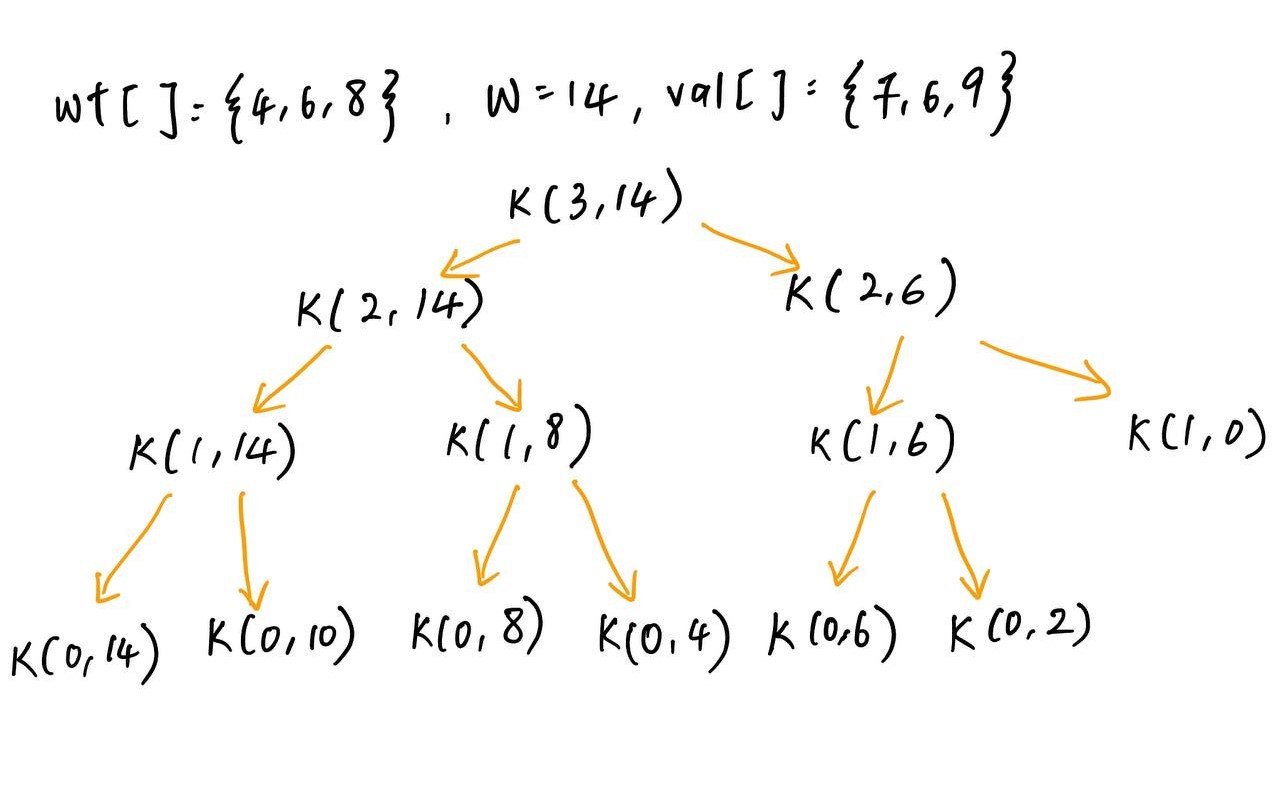 wt[]={4,6,8}, W=14, val[]={7,6,9}
K(3,14)
K(2,14) K(2,6)
K(1,14) K(1,8) K(1,6) K(1,0)
K(0,14) K(0,10) K(0,8) K(0,4) K(0,6) K(0,2)